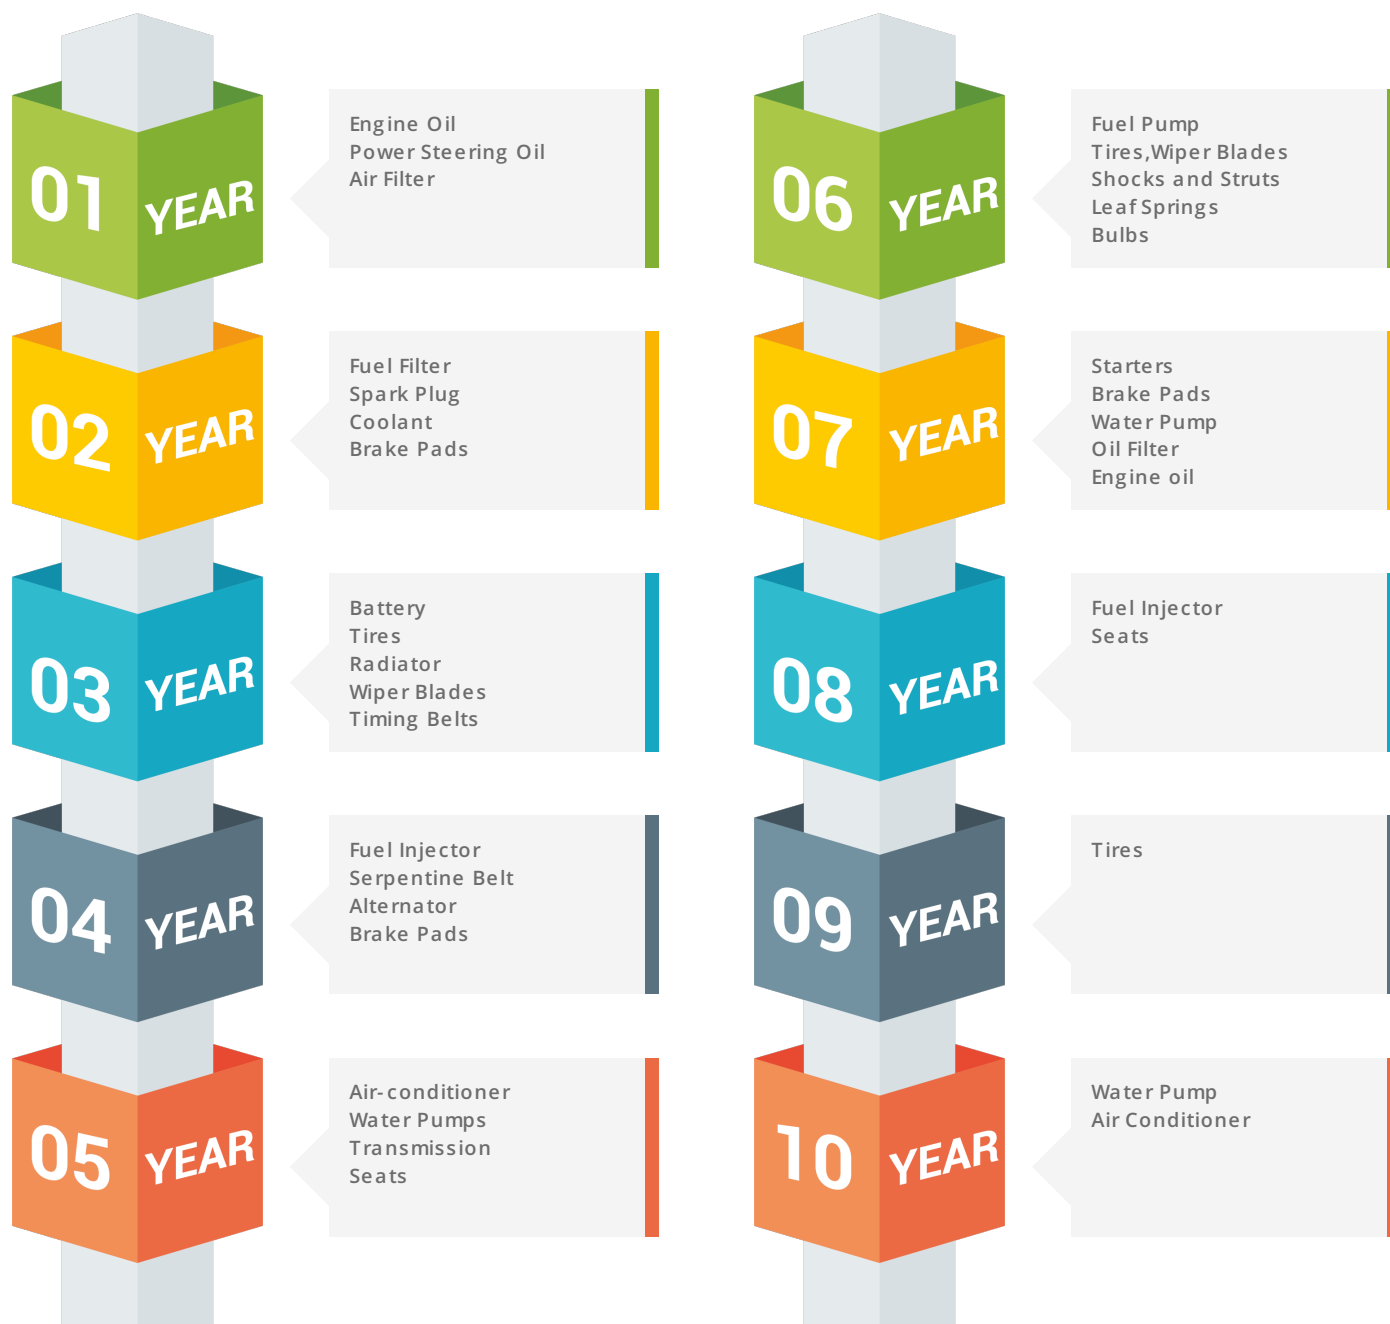 01 YEAR
Engine Oil
Power Steering Oil
Air Filter
02 YEAR
Fuel Filter
Spark Plug
Coolant
Brake Pads
03 YEAR
Battery
Tires
Radiator
Wiper Blades
Timing Belts
04 YEAR
Fuel Injector
Serpentine Belt
Alternator
Brake Pads
05 YEAR
Air-conditioner
Water Pumps
Transmission
Seats
06 YEAR
Fuel Pump
Tires,Wiper Blades
Shocks and Struts
Leaf Springs
Bulbs
07 YEAR
Starters
Brake Pads
Water Pump
Oil Filter
Engine oil
08 YEAR
Fuel Injector
Seats
09 YEAR
Tires
10 YEAR
Water Pump
Air Conditioner